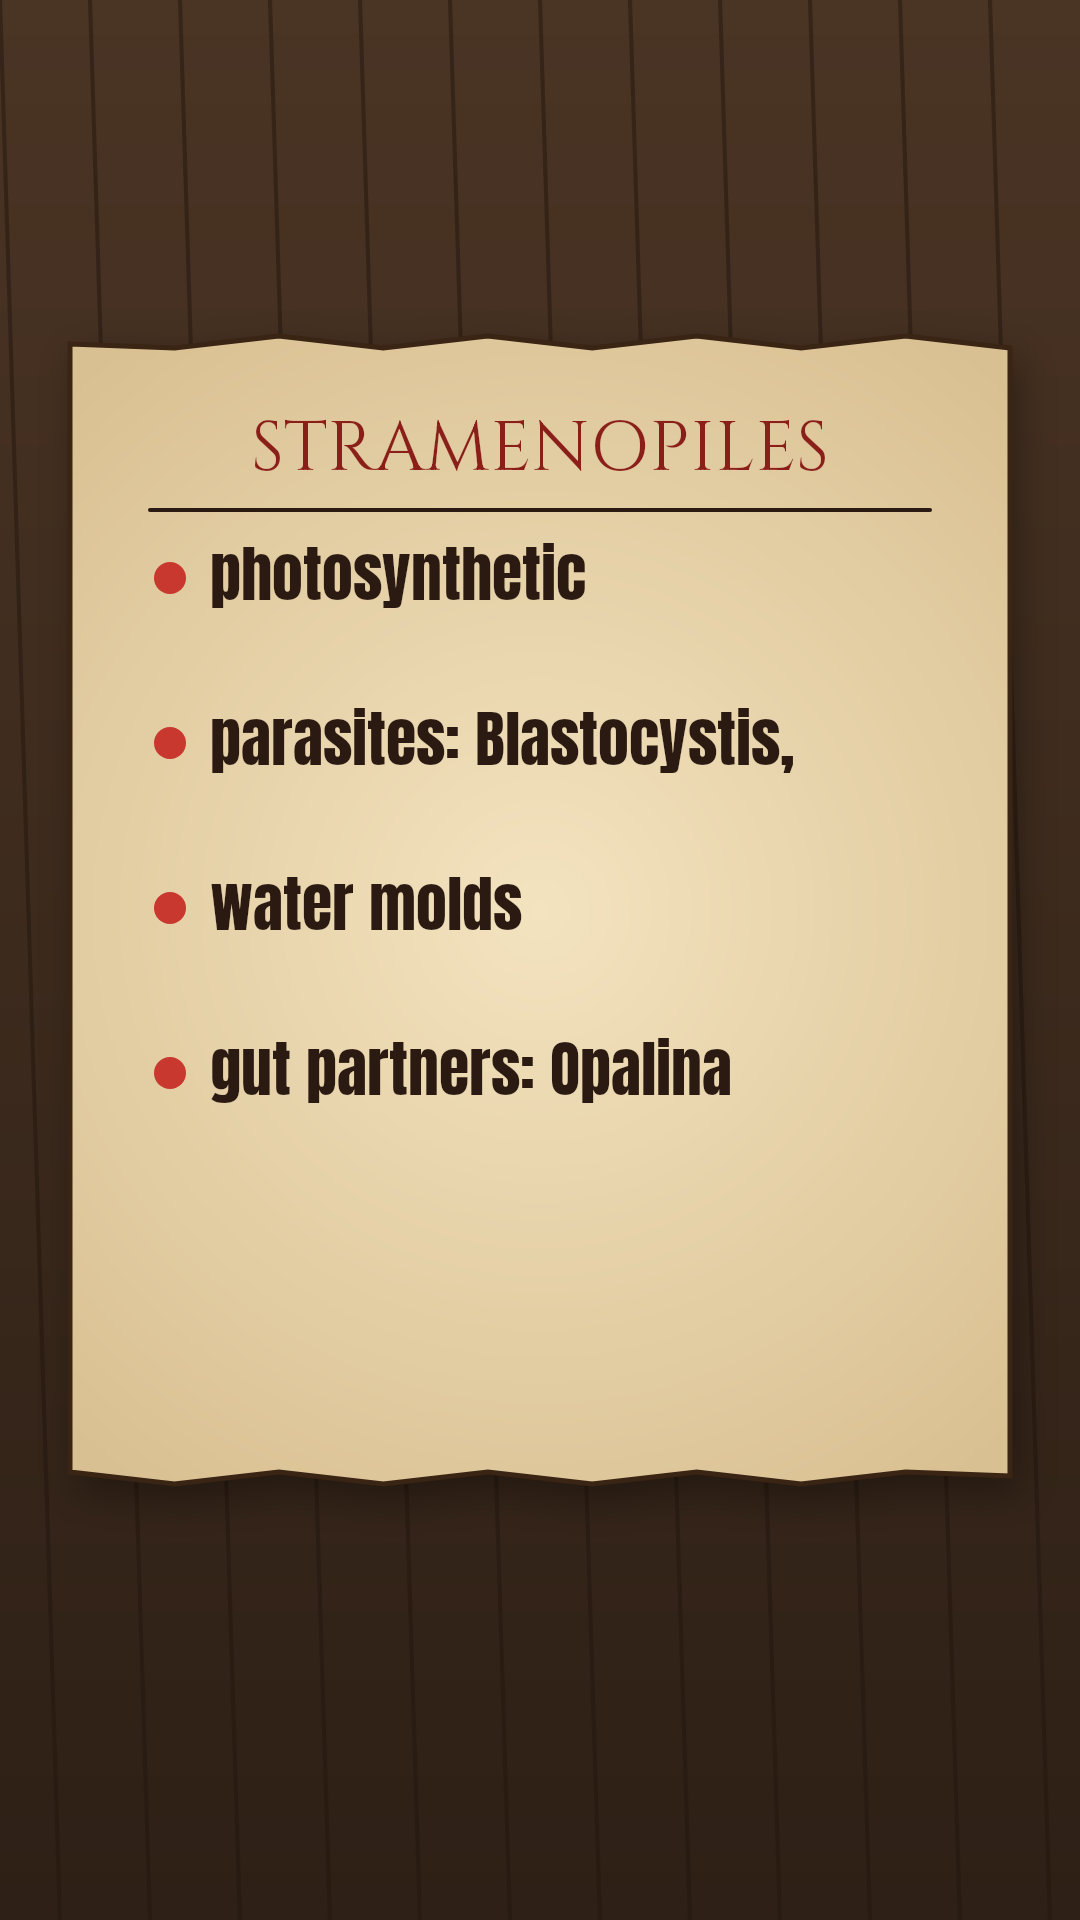 STRAMENOPILES
photosynthetic
parasites: Blastocystis,
water molds
gut partners: Opalina